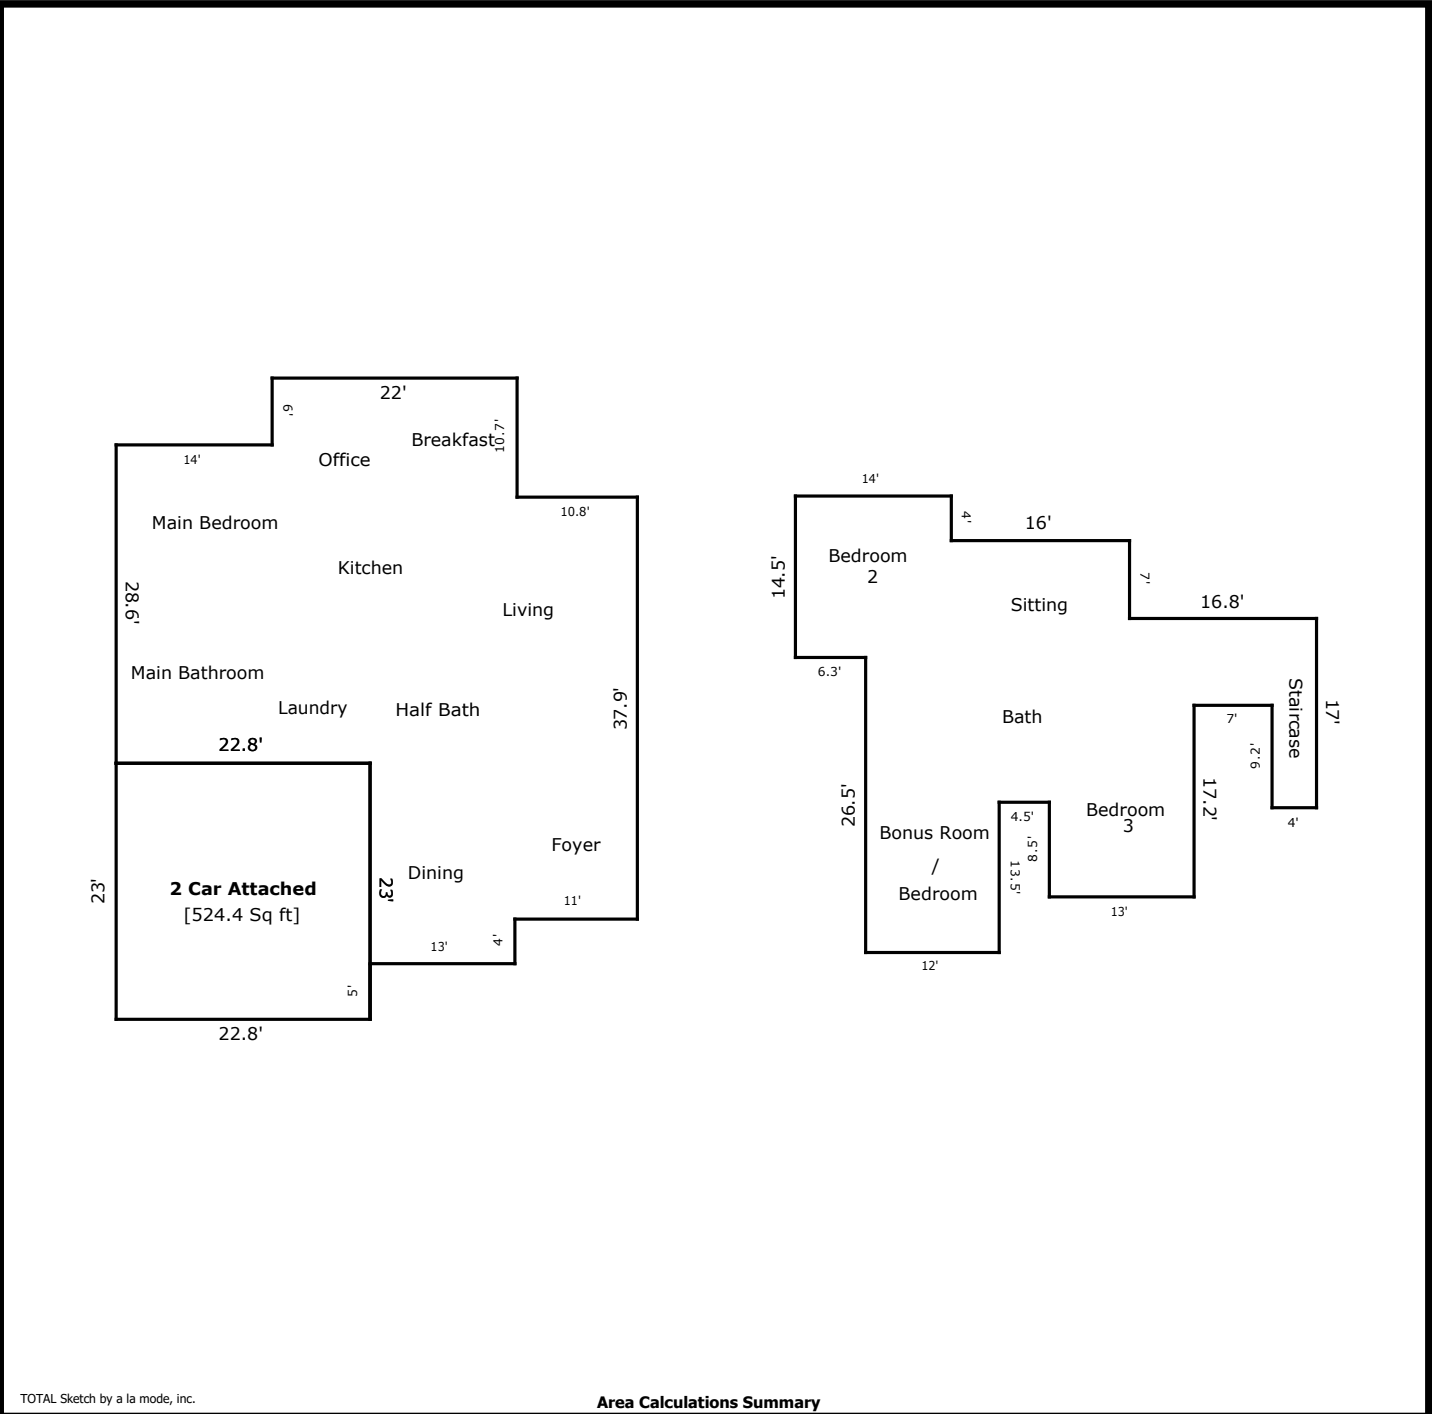 22'
6'
10.7'
Breakfast
14'
Office
10.8'
Main Bedroom
Kitchen
28.6'
Living
Main Bathroom
Laundry
Half Bath
37.9'
22.8'
Foyer
Dining
23'
2 Car Attached
[524.4 Sq ft]
23'
11'
13'
4'
5'
22.8'
14'
4'
16'
14.5'
Bedroom
2
7'
Sitting
16.8'
6.3'
Staircase
17'
Bath
7'
9.2'
26.5'
17.2'
Bedroom
3
4.5'
8.5'
13.5'
4'
Bonus Room
/
Bedroom
13'
12'
TOTAL Sketch by a la mode, inc.
Area Calculations Summary